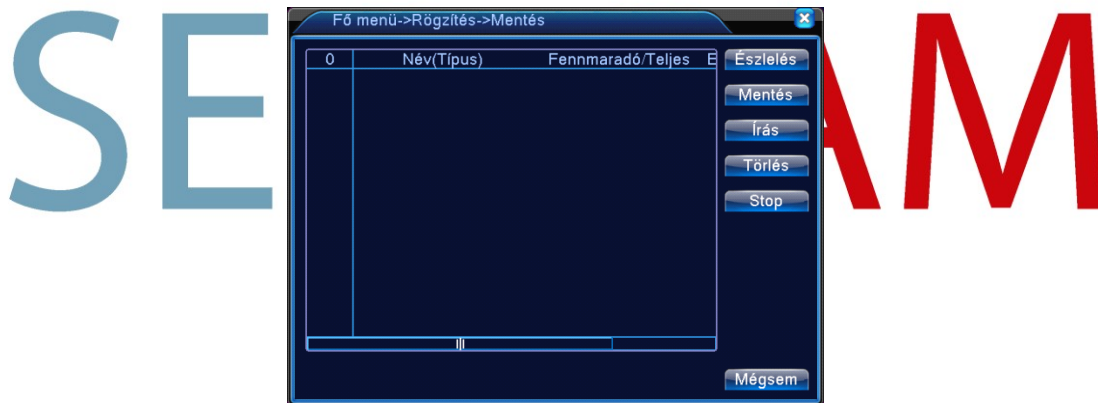 SE AM
Fő menü->Rögzítés->Mentés
0 Név(Típus) Fennmaradó/Teljes E
Észlelés
Mentés
Írás
Törlés
Stop
Mégsem